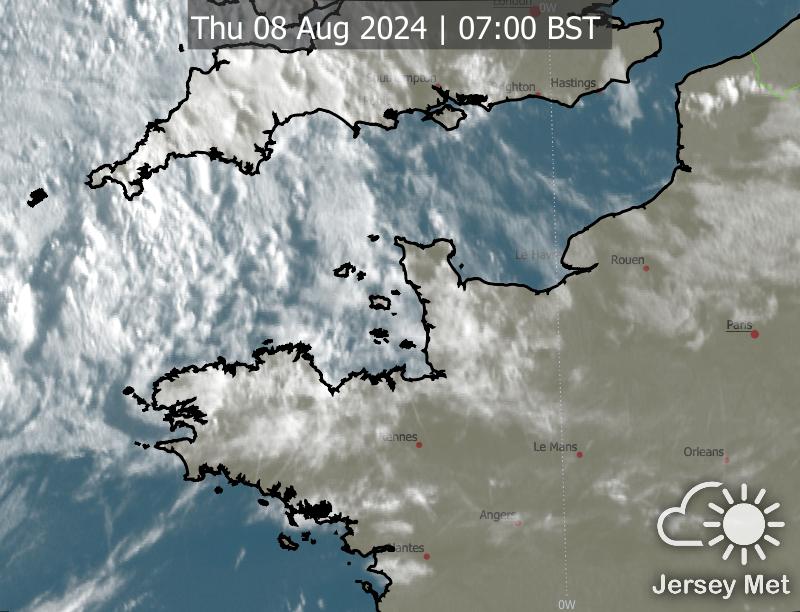 London
0W
Thu 08 Aug 2024 | 07:00 BST
Southampton
Brighton
Hastings
Le Havre
Rouen
Paris
Rennes
Le Mans
Orleans
Angers
Nantes
Jersey Met
0W